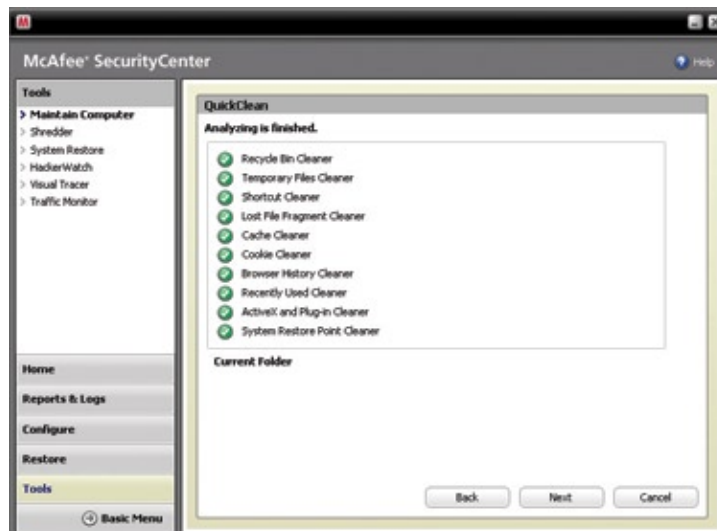 McAfee® SecurityCenter
Help
Tools
Maintain Computer
Shredder
System Restore
HackerWatch
Visual Tracer
Traffic Monitor
Home
Reports & Logs
Configure
Restore
Tools
Basic Menu
QuickClean
Analyzing is finished.
Recycle Bin Cleaner
Temporary Files Cleaner
Shortcut Cleaner
Lost File Fragment Cleaner
Cache Cleaner
Cookie Cleaner
Browser History Cleaner
Recently Used Cleaner
ActiveX and Plug-in Cleaner
System Restore Point Cleaner
Current Folder
Back
Next
Cancel